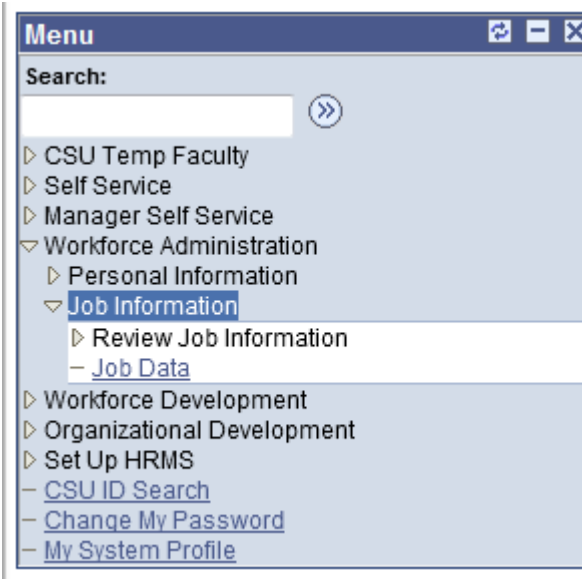 Menu
Search:
CSU Temp Faculty
Self Service
Manager Self Service
Workforce Administration
Personal Information
Job Information
Review Job Information
Job Data
Workforce Development
Organizational Development
Set Up HRMS
CSU ID Search
Change My Password
My System Profile